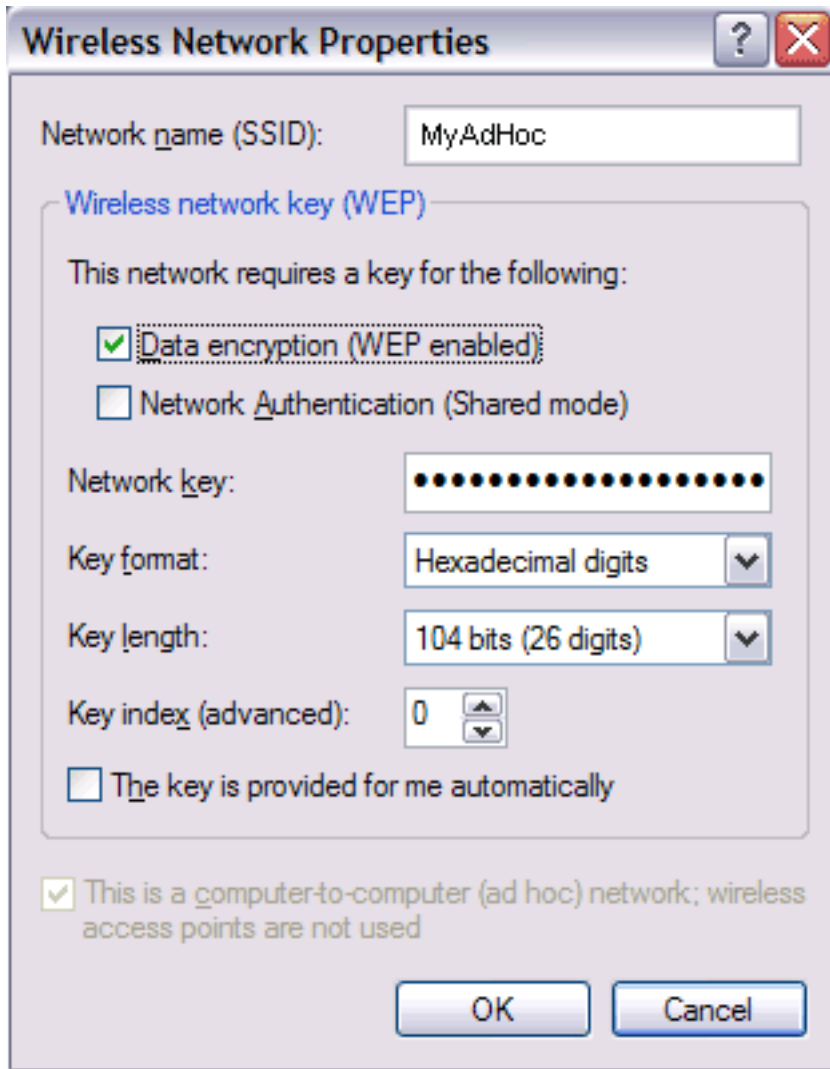 Wireless Network Properties
Network name (SSID):
MyAdHoc
Wireless network key (WEP)
This network requires a key for the following:
Data encryption (WEP enabled)
Network Authentication (Shared mode)
Network key:
•••••••••••••••••••
Key format:
Hexadecimal digits
Key length:
104 bits (26 digits)
Key index (advanced):
0
The key is provided for me automatically
This is a computer-to-computer (ad hoc) network; wireless
access points are not used
OK
Cancel